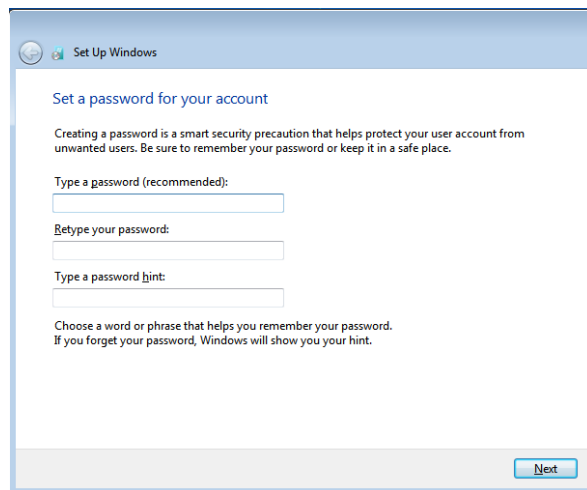 Set Up Windows
Set a password for your account
Creating a password is a smart security precaution that helps protect your user account from
unwanted users. Be sure to remember your password or keep it in a safe place.
Type a password (recommended):
Retype your password:
Type a password hint:
Choose a word or phrase that helps you remember your password.
If you forget your password, Windows will show you your hint.
Next